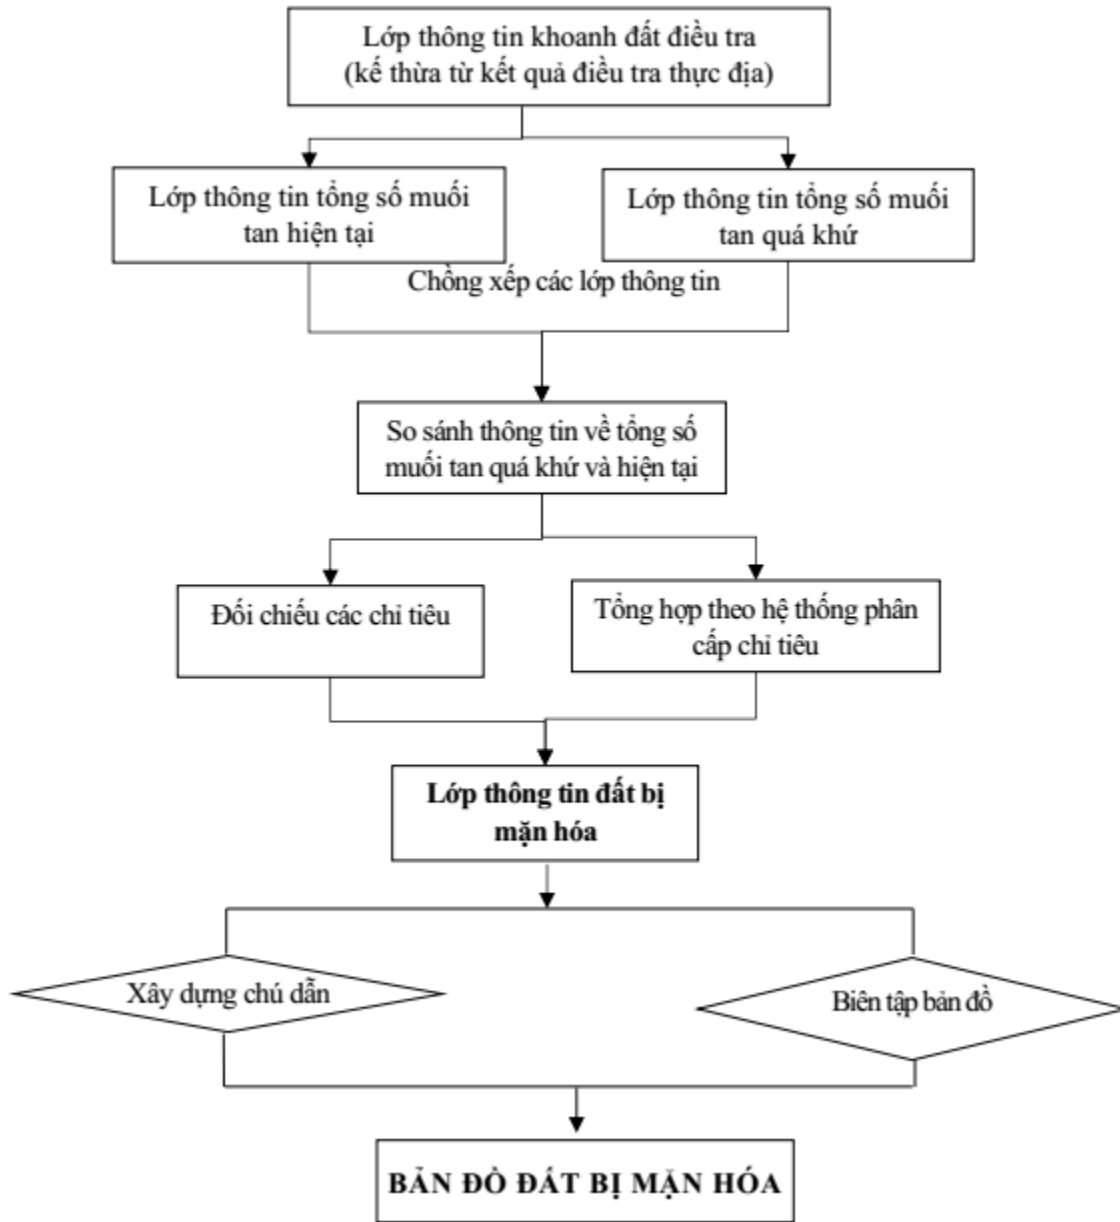 Lớp thông tin khoanh đất điều tra
(kế thừa từ kết quả điều tra thực địa)
Lớp thông tin tổng số muối
tan hiện tại
Lớp thông tin tổng số muối
tan quá khứ
Chồng xếp các lớp thông tin
So sánh thông tin về tổng số
muối tan quá khứ và hiện tại
Đối chiếu các chỉ tiêu
Tổng hợp theo hệ thống phân
cấp chỉ tiêu
Lớp thông tin đất bị
mặn hóa
Xây dựng chú dẫn
Biên tập bản đồ
BẢN ĐỒ ĐẤT BỊ MẶN HÓA